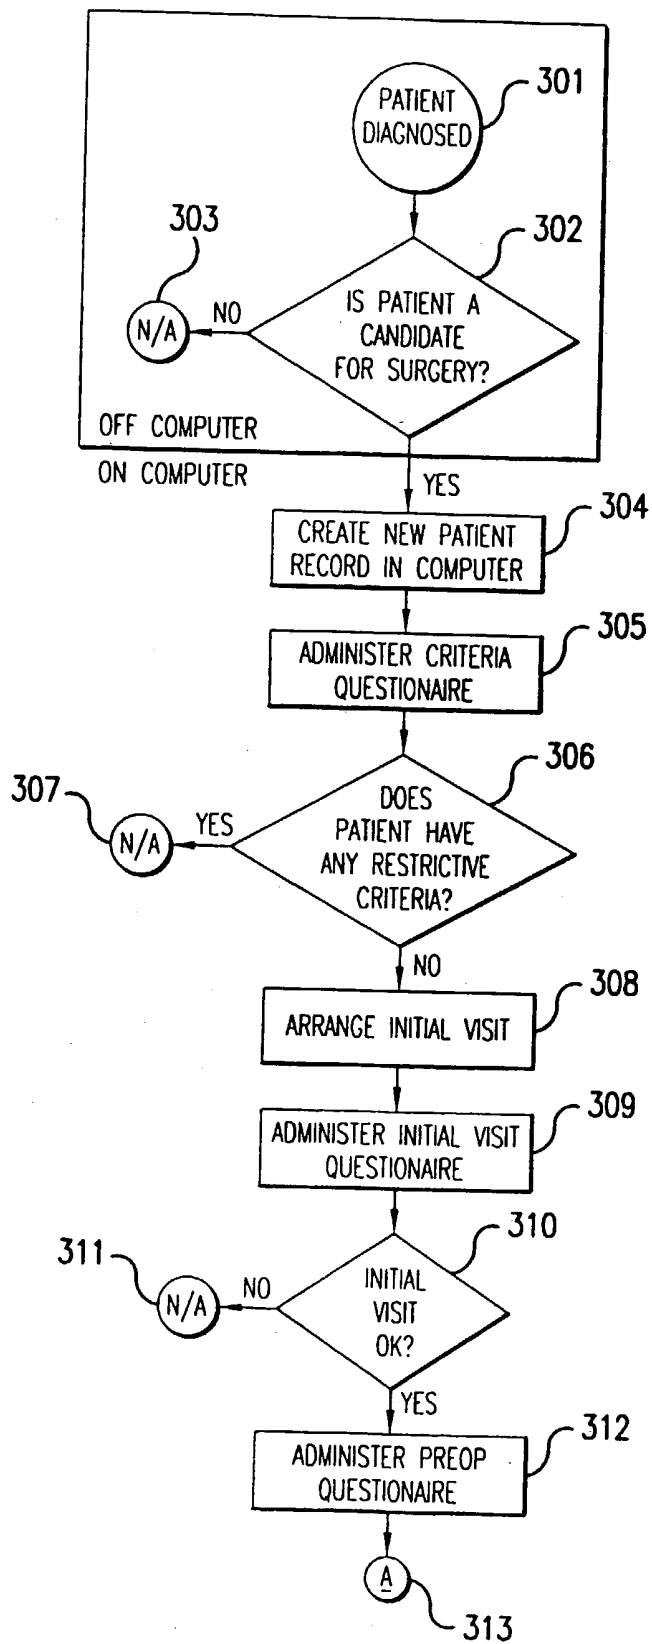 PATIENT
DIAGNOSED
301
302
303
N/A
NO
IS PATIENT A
CANDIDATE
FOR SURGERY?
OFF COMPUTER
ON COMPUTER
YES
304
CREATE NEW PATIENT
RECORD IN COMPUTER
305
ADMINISTER CRITERIA
QUESTIONAIRE
306
307
N/A
YES
DOES
PATIENT HAVE
ANY RESTRICTIVE
CRITERIA?
NO
308
ARRANGE INITIAL VISIT
309
ADMINISTER INITIAL VISIT
QUESTIONAIRE
310
311
N/A
NO
INITIAL
VISIT
OK?
YES
312
ADMINISTER PREOP
QUESTIONAIRE
A
313